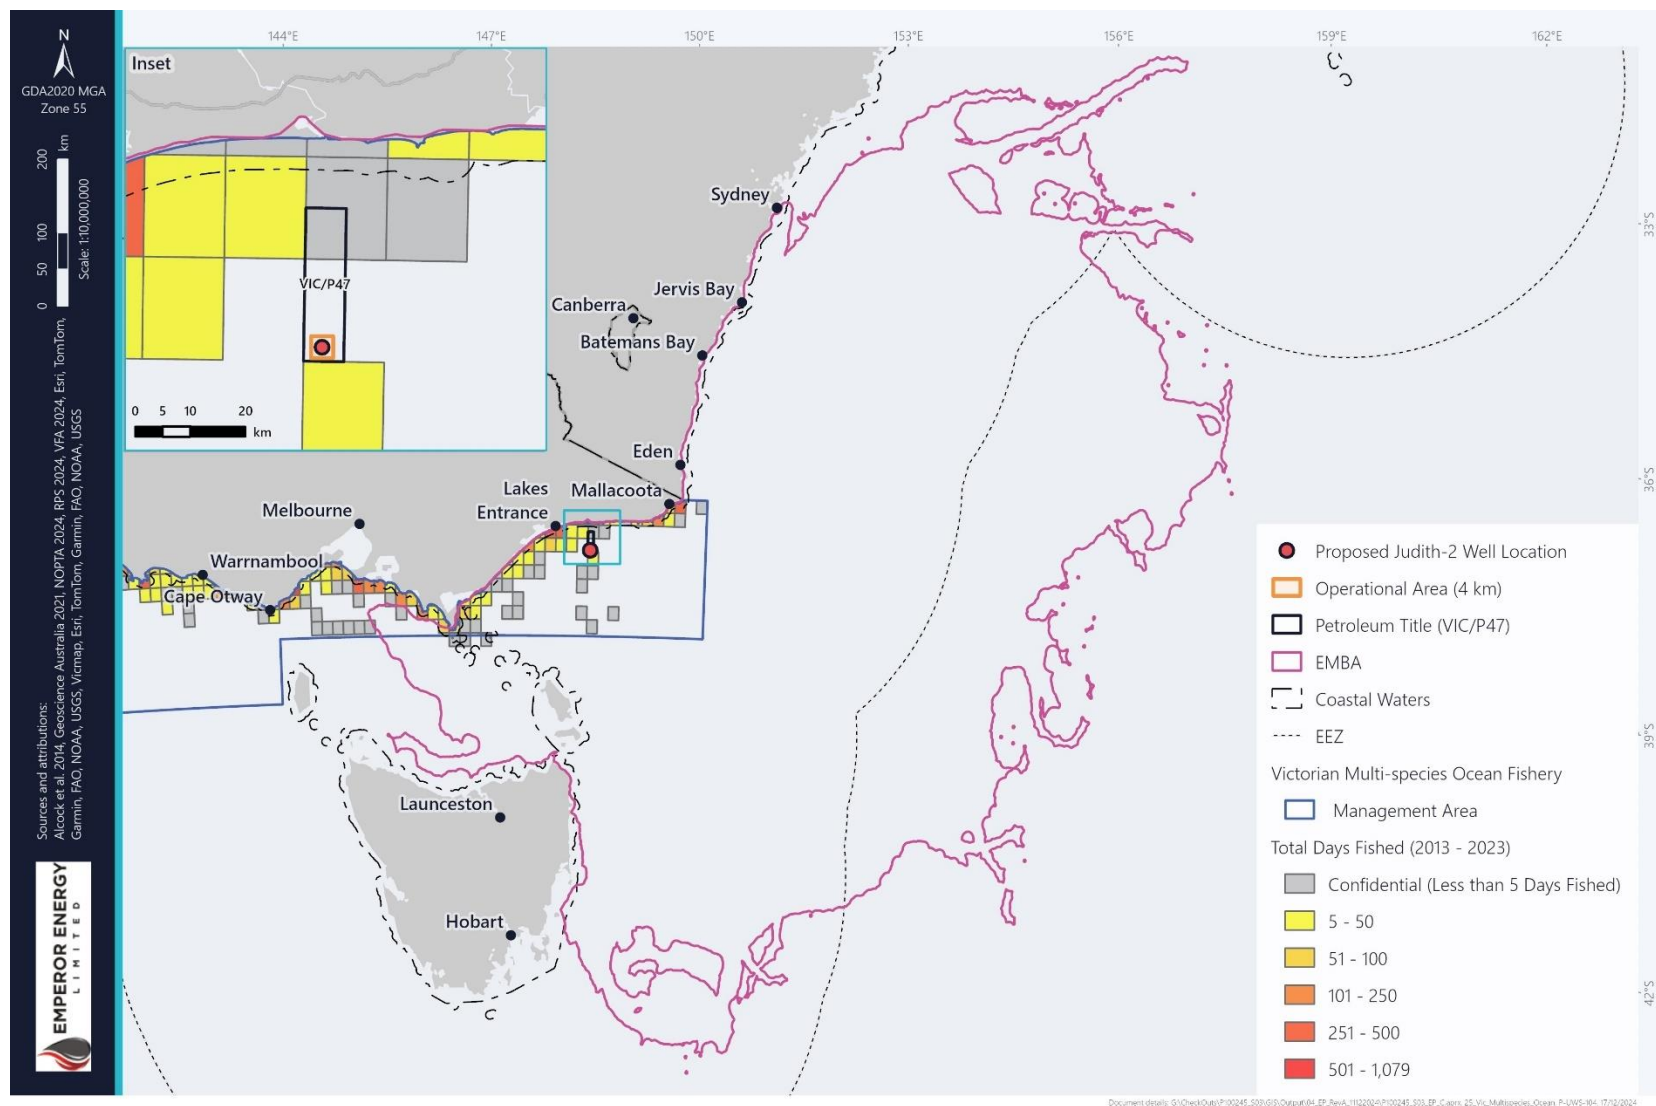 N
GDA2020 MGA
Zone 55
0 50 100 200 km
Scale: 1:10,000,000
Sources and attributions:
Alcock et al. 2014, Geoscience Australia 2021, NOPTA 2024, RPS 2024, VFA 2024, Esri, TomTom,
Garmin, FAO, NOAA, USGS, Vicmap, Esri, TomTom, Garmin, FAO, NOAA, USGS
EMPEROR ENERGY
LIMITED
144°E 147°E 150°E 153°E 156°E 159°E 162°E
33°S
36°S
39°S
42°S
Inset
VIC/P47
0 5 10 20
km
Sydney
Jervis Bay
Canberra
Batemans Bay
Eden
Mallacoota
Lakes
Entrance
Melbourne
Warrnambool
Cape Otway
Launceston
Hobart
Proposed Judith-2 Well Location
Operational Area (4 km)
Petroleum Title (VIC/P47)
EMBA
Coastal Waters
EEZ
Victorian Multi-species Ocean Fishery
Management Area
Total Days Fished (2013 - 2023)
Confidential (Less than 5 Days Fished)
5 - 50
51 - 100
101 - 250
251 - 500
501 - 1,079